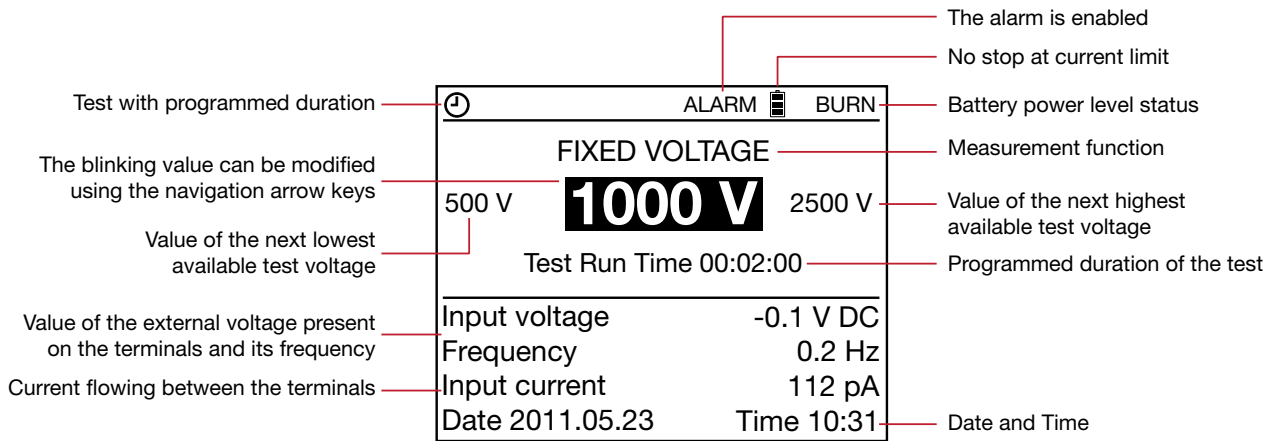 The alarm is enabled
No stop at current limit
Test with programmed duration
ALARM BURN
Battery power level status
FIXED VOLTAGE
Measurement function
The blinking value can be modified
using the navigation arrow keys
500 V 1000 V 2500 V
Value of the next highest
available test voltage
Value of the next lowest
available test voltage
Test Run Time 00:02:00
Programmed duration of the test
Value of the external voltage present
on the terminals and its frequency
Input voltage -0.1 V DC
Frequency 0.2 Hz
Current flowing between the terminals
Input current 112 pA
Date 2011.05.23 Time 10:31
Date and Time